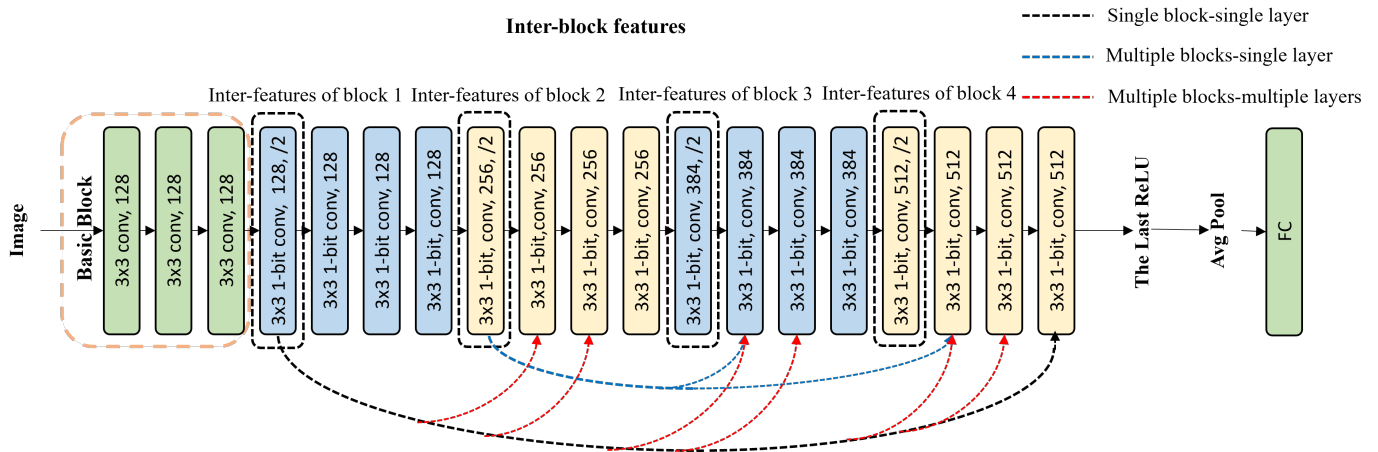 Inter-block features
Single block-single layer
Multiple blocks-single layer
Multiple blocks-multiple layers
Inter-features of block 1
Inter-features of block 2
Inter-features of block 3
Inter-features of block 4
Image
Basic Block
3x3 conv, 128
3x3 conv, 128
3x3 conv, 128
3x3 1-bit conv, 128, /2
3x3 1-bit conv, 128
3x3 1-bit conv, 128
3x3 1-bit conv, 128
3x3 1-bit, conv, 256, /2
3x3 1-bit,conv, 256
3x3 1-bit, conv, 256
3x3 1-bit, conv, 256
3x3 1-bit, conv, 384, /2
3x3 1-bit, conv, 384
3x3 1-bit, conv, 384
3x3 1-bit, conv, 384
3x3 1-bit, conv, 512, /2
3x3 1-bit, conv, 512
3x3 1-bit, conv, 512
3x3 1-bit, conv, 512
The Last ReLU
Avg Pool
FC